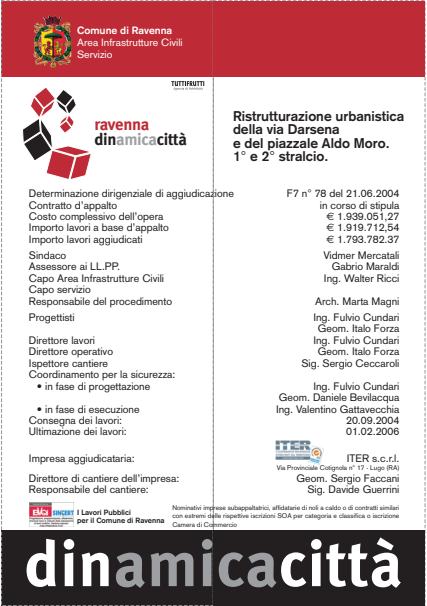 Comune di Ravenna
Area Infrastrutture Civili
Servizio
TUTTIFRUTTI
ravenna
dinamicacittà
Ristrutturazione urbanistica
della via Darsena
e del piazzale Aldo Moro.
1° e 2° stralcio.
Determinazione dirigenziale di aggiudicazione F7 n° 78 del 21.06.2004
Contratto d'appalto in corso di stipula
Costo complessivo dell'opera € 1.939.051,27
Importo lavori a base d'appalto € 1.919.712,54
Importo lavori aggiudicati € 1.793.782.37
Sindaco Vidmer Mercatali
Assessore ai LL.PP. Gabrio Maraldi
Capo Area Infrastrutture Civili Ing. Walter Ricci
Capo servizio
Responsabile del procedimento Arch. Marta Magni
Progettisti Ing. Fulvio Cundari
Geom. Italo Forza
Direttore lavori Ing. Fulvio Cundari
Direttore operativo Geom. Italo Forza
Ispettore cantiere Sig. Sergio Ceccaroli
Coordinamento per la sicurezza:
• in fase di progettazione Ing. Fulvio Cundari
Geom. Daniele Bevilacqua
• in fase di esecuzione Ing. Valentino Gattavecchia
Consegna dei lavori: 20.09.2004
Ultimazione dei lavori: 01.02.2006
ITER
Impresa aggiudicataria: ITER s.c.r.l.
Via Provinciale Cotignola n° 17 - Lugo (RA)
Direttore di cantiere dell'impresa: Geom. Sergio Faccani
Responsabile del cantiere: Sig. Davide Guerrini
SINCERT
I Lavori Pubblici
per il Comune di Ravenna
Nominativi imprese subappaltatrici, affidatarie di noli a caldo o di contratti similari
con estremi delle rispettive iscrizioni SOA per categoria e classifica o iscrizione
Camera di Commercio
dinamicacittà